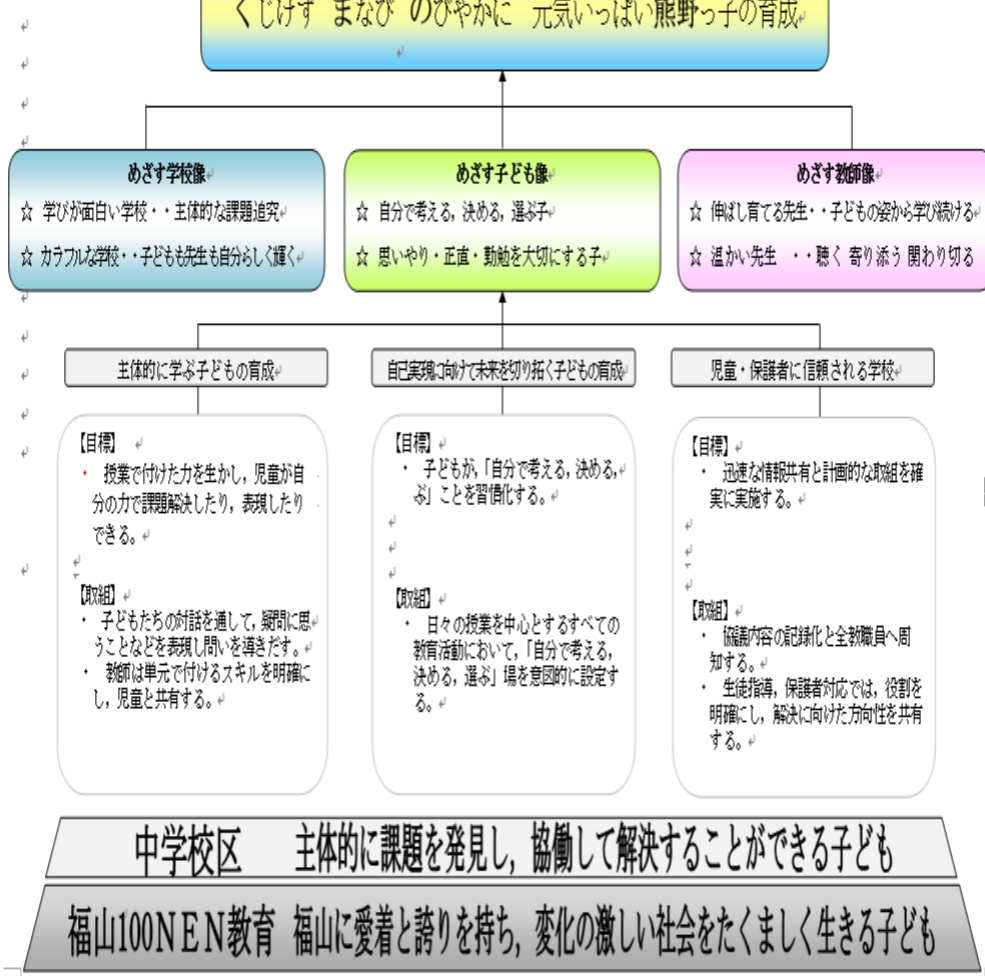 くじけず まなび のびやかに 元気いっぱい熊野っ子の育成
めざす学校像
☆ 学びが面白い学校・・主体的な課題追究
☆ カラフルな学校・・子どもも先生も自分らしく輝く
めざす子ども像
☆ 自分で考える，決める，選ぶ子
☆ 思いやり・正直・勤勉を大切にする子
めざす教師像
☆ 伸ばし育てる先生・・子どもの姿から学び続ける
☆ 温かい先生 ・・聴く 寄り添う 関わり切る
主体的に学ぶ子どもの育成
自己実現に向けて未来を切り拓く子どもの育成
児童・保護者に信頼される学校
【目標】
・ 授業で付けた力を生かし，児童が自
分の力で課題解決したり，表現したり
できる。
【取組】
・ 子どもたちの対話を通して，疑問に思
うことなどを表現し問いを導きだす。
・ 教師は単元で付けるスキルを明確に
し，児童と共有する。
【目標】
・ 子どもが，「自分で考える，決める，
ぶ」ことを習慣化する。
【取組】
・ 日々の授業を中心とするすべての
教育活動において，「自分で考える，
決める，選ぶ」場を意図的に設定す
る。
【目標】
・ 迅速な情報共有と計画的な取組を確
実に実施する。
【取組】
・ 協議内容の記録化と全教職員へ周
知する。
・ 生徒指導，保護者対応では，役割を
明確にし，解決に向けた方向性を共有
する。
中学校区 主体的に課題を発見し，協働して解決することができる子ども
福山100ＮＥＮ教育 福山に愛着と誇りを持ち，変化の激しい社会をたくましく生きる子ども